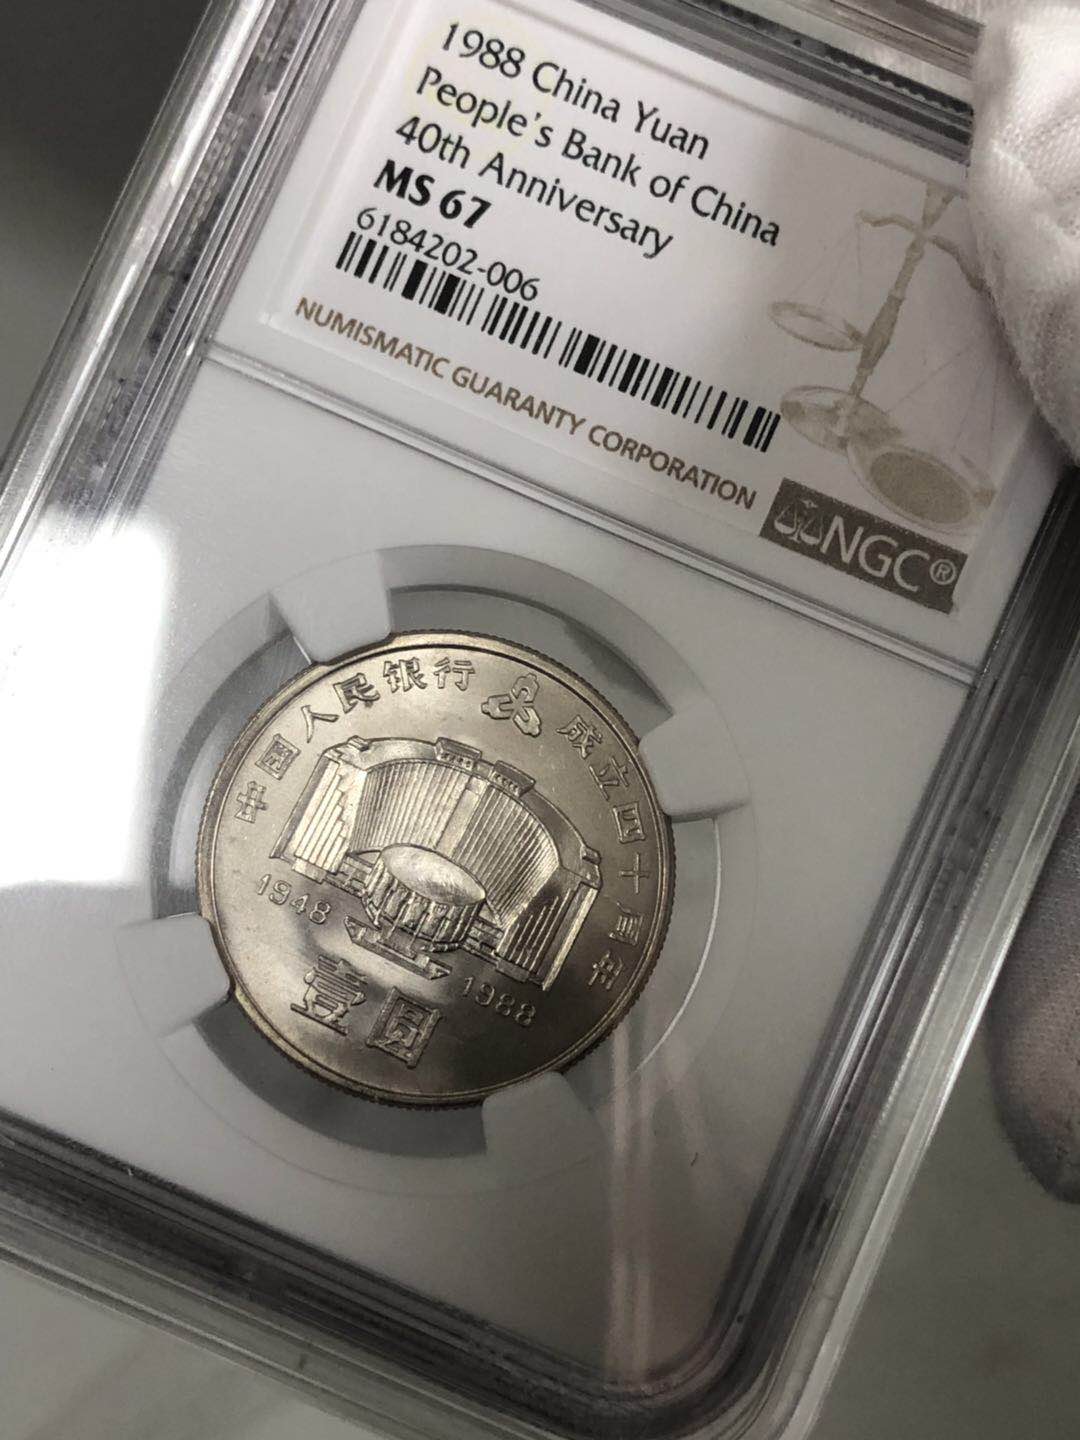 1988 China Yuan
People's Bank of China
40th Anniversary
MS 67
6184202-006
NUMISMATIC GUARANTY CORPORATION
NGC®
中国人民银行 成立四十周年
1948
1988
壹圆